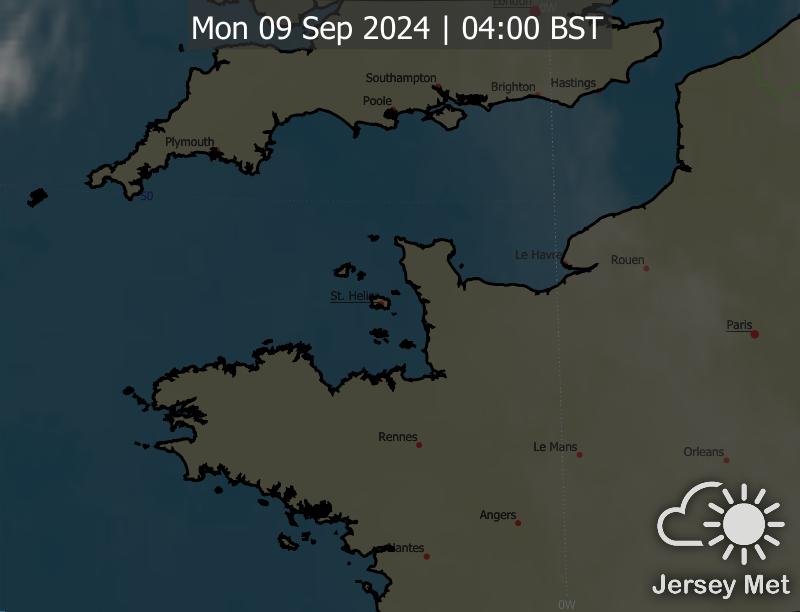 London
0W
Mon 09 Sep 2024 | 04:00 BST
Southampton
Brighton
Hastings
Poole
Plymouth
50
Le Havre
Rouen
St. Helier
Paris
Rennes
Le Mans
Orleans
Angers
Nantes
Jersey Met
0W